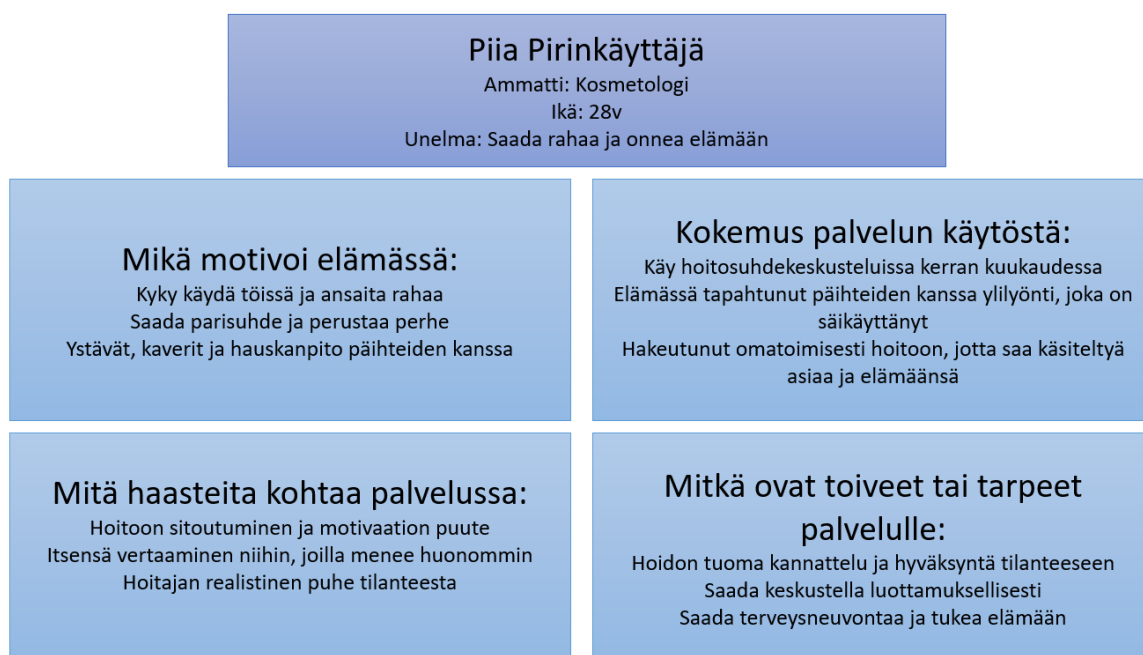 Piia Pirinkäyttäjä
Ammatti: Kosmetologi
Ikä: 28v
Unelma: Saada rahaa ja onnea elämään
Mikä motivoi elämässä:
Kyky käydä töissä ja ansaita rahaa
Saada parisuhde ja perustaa perhe
Ystävät, kaverit ja hauskanpito päihteiden kanssa
Kokemus palvelun käytöstä:
Käy hoitosuhdekeskusteluissa kerran kuukaudessa
Elämässä tapahtunut päihteiden kanssa ylilyönti, joka on
säikäyttänyt
Hakeutunut omatoimisesti hoitoon, jotta saa käsiteltyä
asiaa ja elämäänsä
Mitä haasteita kohtaa palvelussa:
Hoitoon sitoutuminen ja motivaation puute
Itsensä vertaaminen niihin, joilla menee huonommin
Hoitajan realistinen puhe tilanteesta
Mitkä ovat toiveet tai tarpeet
palvelulle:
Hoidon tuoma kannattelu ja hyväksyntä tilanteeseen
Saada keskustella luottamuksellisesti
Saada terveysneuvontaa ja tukea elämään